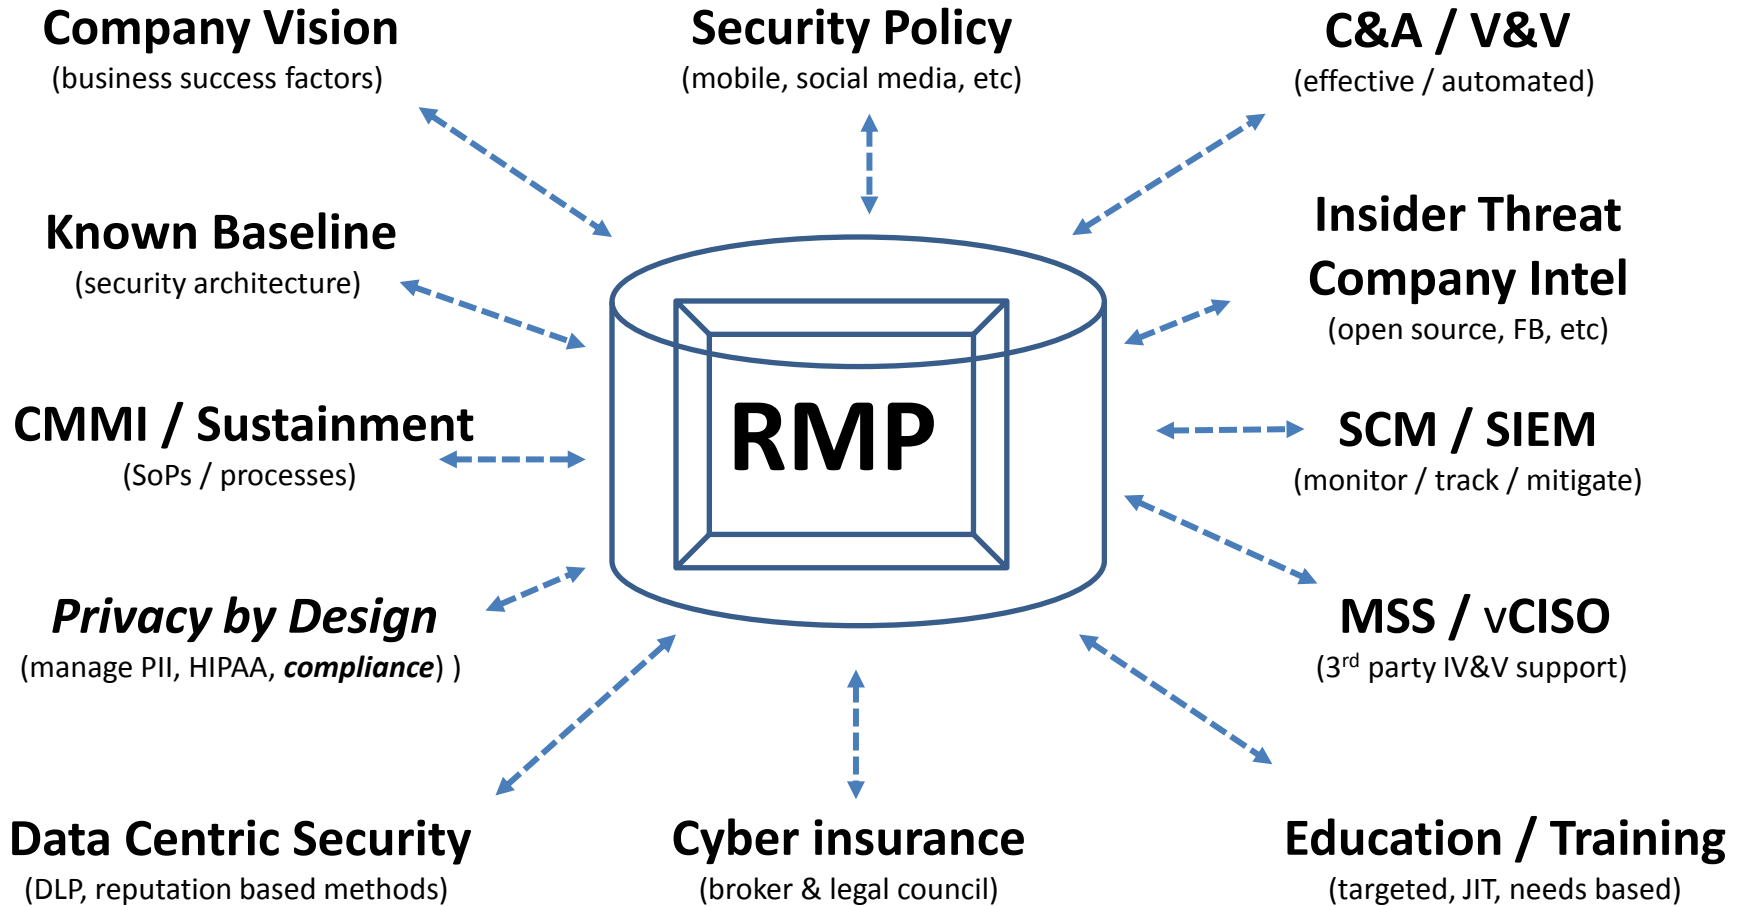 Company Vision
(business success factors)
Security Policy
(mobile, social media, etc)
C&A / V&V
(effective / automated)
Known Baseline
(security architecture)
Insider Threat
Company Intel
(open source, FB, etc)
CMMI / Sustainment
(SoPs / processes)
RMP
SCM / SIEM
(monitor / track / mitigate)
Privacy by Design
(manage PII, HIPAA, compliance) )
MSS / vCISO
(3rd party IV&V support)
Data Centric Security
(DLP, reputation based methods)
Cyber insurance
(broker & legal council)
Education / Training
(targeted, JIT, needs based)